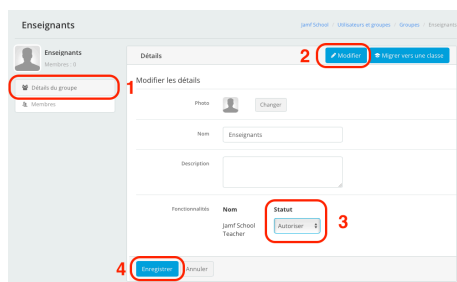 Enseignants
Jamf School / Utilisateurs et groupes / Groupes / Enseignants
Enseignants
Membres : 0
Détails du groupe
Membres
1
Détails
2
Modifier
Migrer vers une classe
Modifier les détails
Photo
Changer
Nom
Enseignants
Description
Fonctionnalités
Nom
Statut
Jamf School
Teacher
Autoriser
3
4
Enregistrer
Annuler